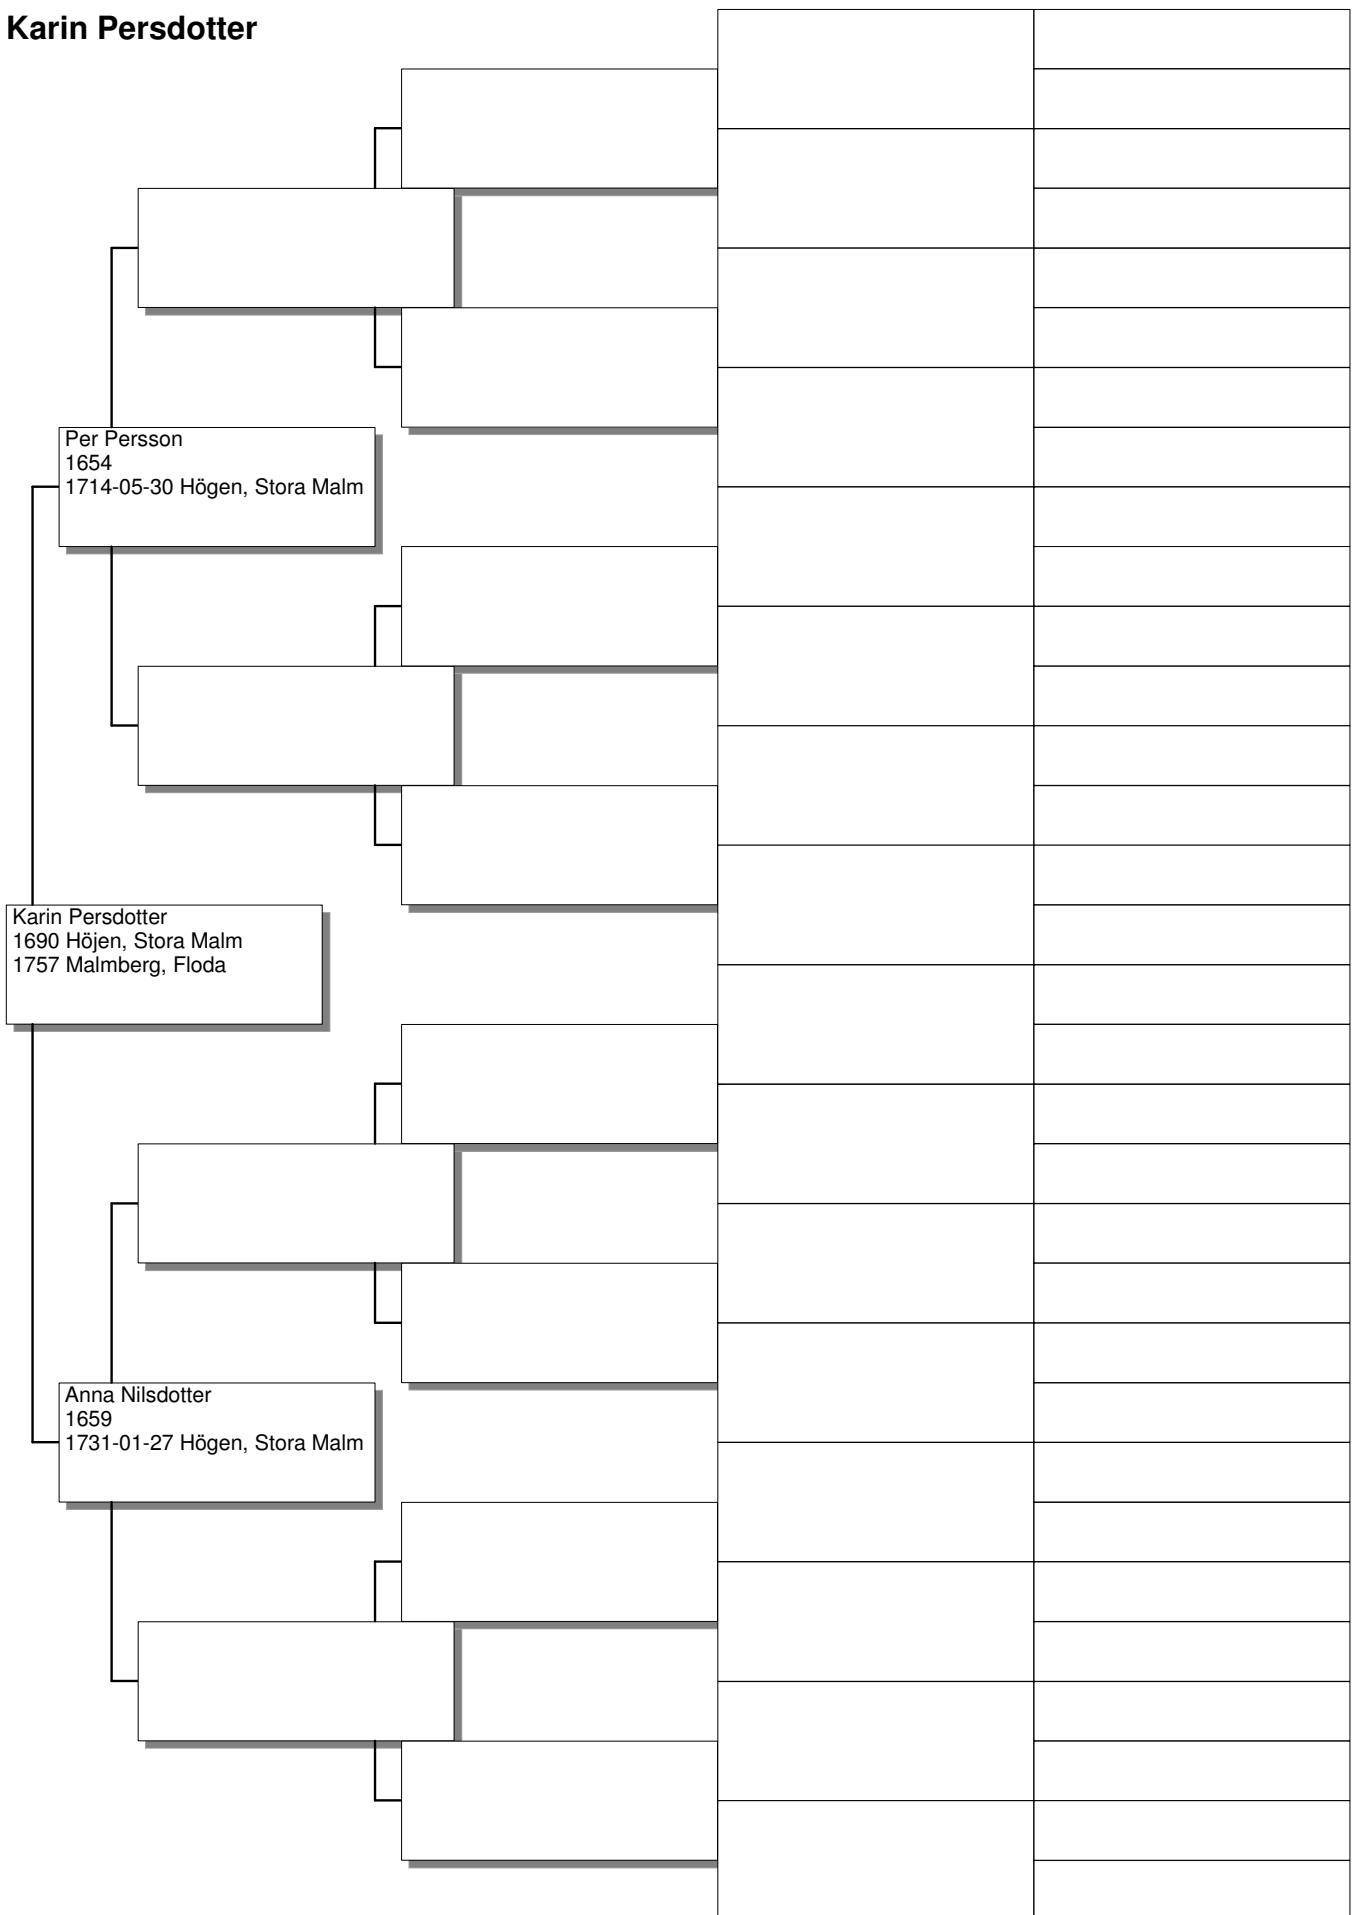 Karin Persdotter
Per Persson
1654
1714-05-30 Högen, Stora Malm
Karin Persdotter
1690 Höjen, Stora Malm
1757 Malmberg, Floda
Anna Nilsdotter
1659
1731-01-27 Högen, Stora Malm